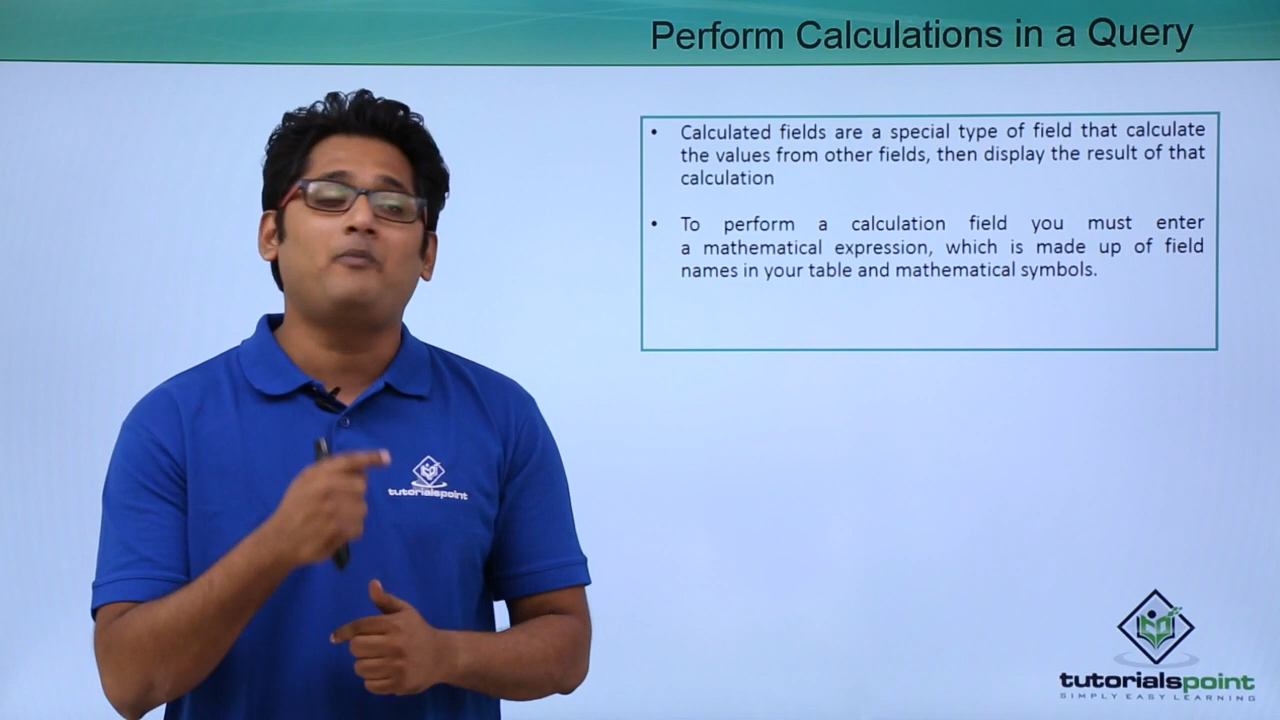 Perform Calculations in a Query
• Calculated fields are a special type of field that calculate
the values from other fields, then display the result of that
calculation
• To perform a calculation field you must enter
a mathematical expression, which is made up of field
names in your table and mathematical symbols.
tutorialspoint
tutorialspoint
SIMPLY EASY LEARNING